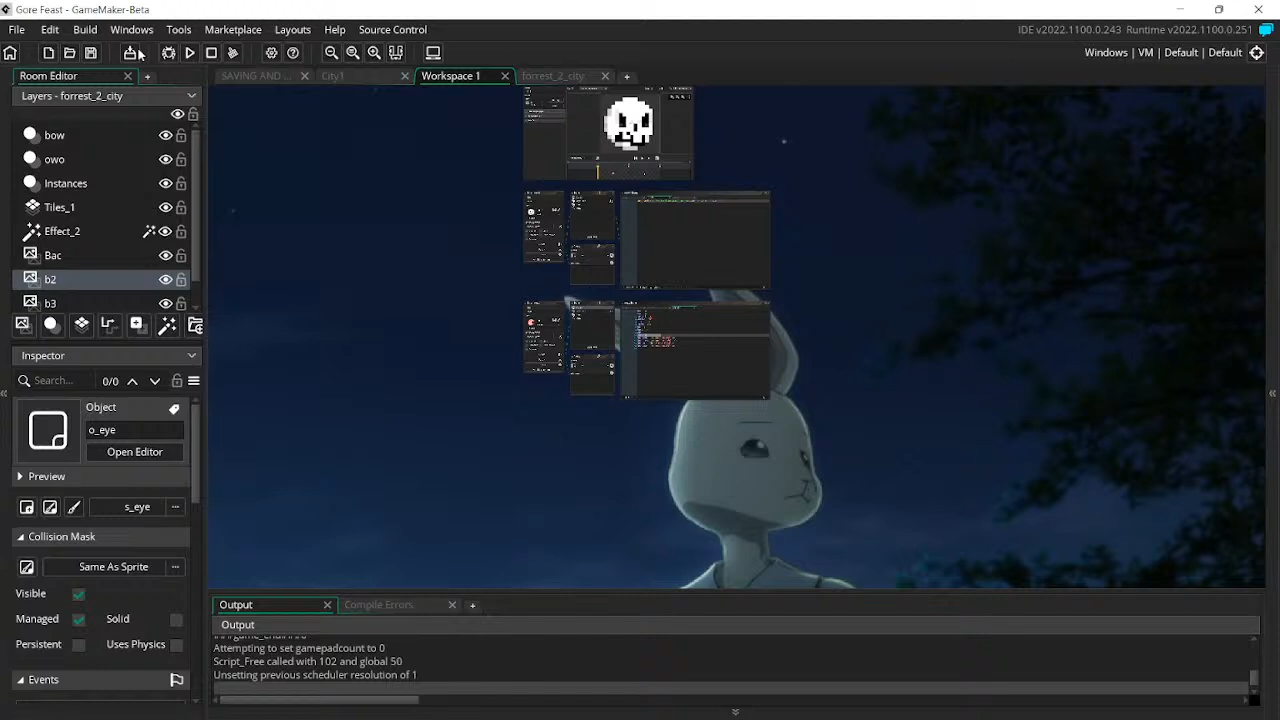 Gore Feast - GameMaker-Beta
File Edit Build Windows Tools Marketplace Layouts Help Source Control
IDE v2022.1100.0.243 Runtime v2022.1100.0.251
Windows | VM | Default | Default
Room Editor
SAVING AND ...
City1
Workspace 1
forrest_2_city
Layers - forrest_2_city
bow
owo
Instances
Tiles_1
Effect_2
Bac
b2
b3
Inspector
Search...
0/0
Object
o_eye
Open Editor
Preview
s_eye
Collision Mask
Same As Sprite
Visible
Managed
Solid
Persistent
Uses Physics
Events
Output
Compile Errors
Output
Attempting to set gamepadcount to 0
Script_Free called with 102 and global 50
Unsetting previous scheduler resolution of 1